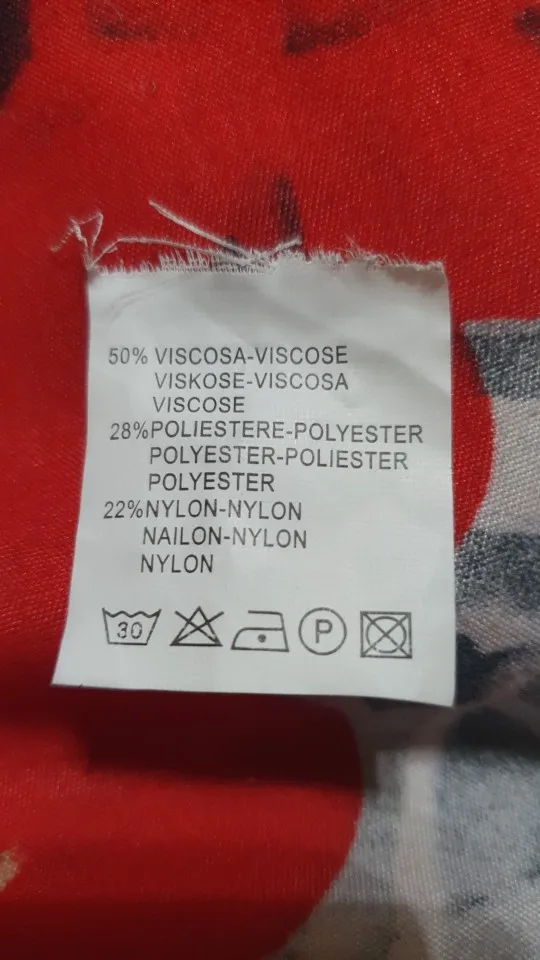 50% VISCOSA-VISCOSE
VISKOSE-VISCOSA
VISCOSE
28%POLIESTERE-POLYESTER
POLYESTER-POLIESTER
POLYESTER
22%NYLON-NYLON
NAILON-NYLON
NYLON
30 P